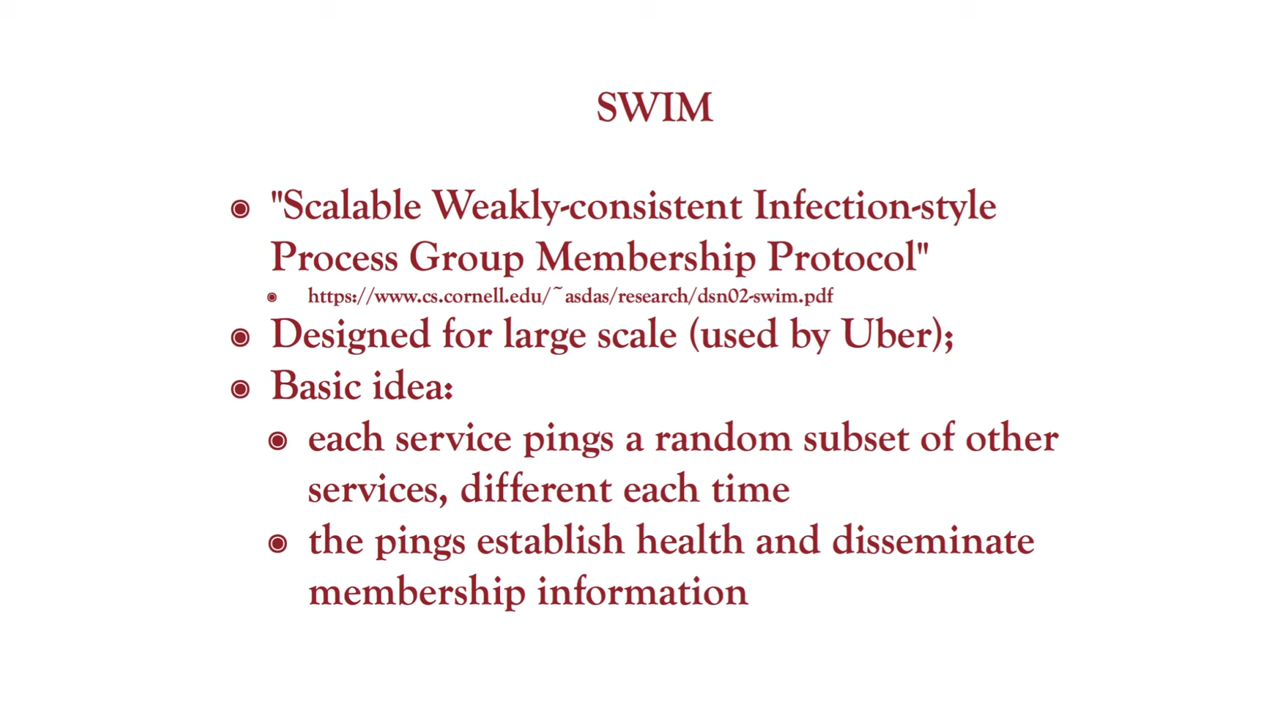 SWIM
"Scalable Weakly-consistent Infection-style
Process Group Membership Protocol"
https://www.cs.cornell.edu/~asdas/research/dsn02-swim.pdf
Designed for large scale (used by Uber);
Basic idea:
each service pings a random subset of other
services, different each time
the pings establish health and disseminate
membership information